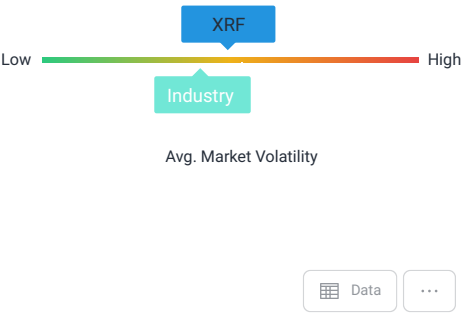 XRF
Low
High
Industry
Avg. Market Volatility
Data
...